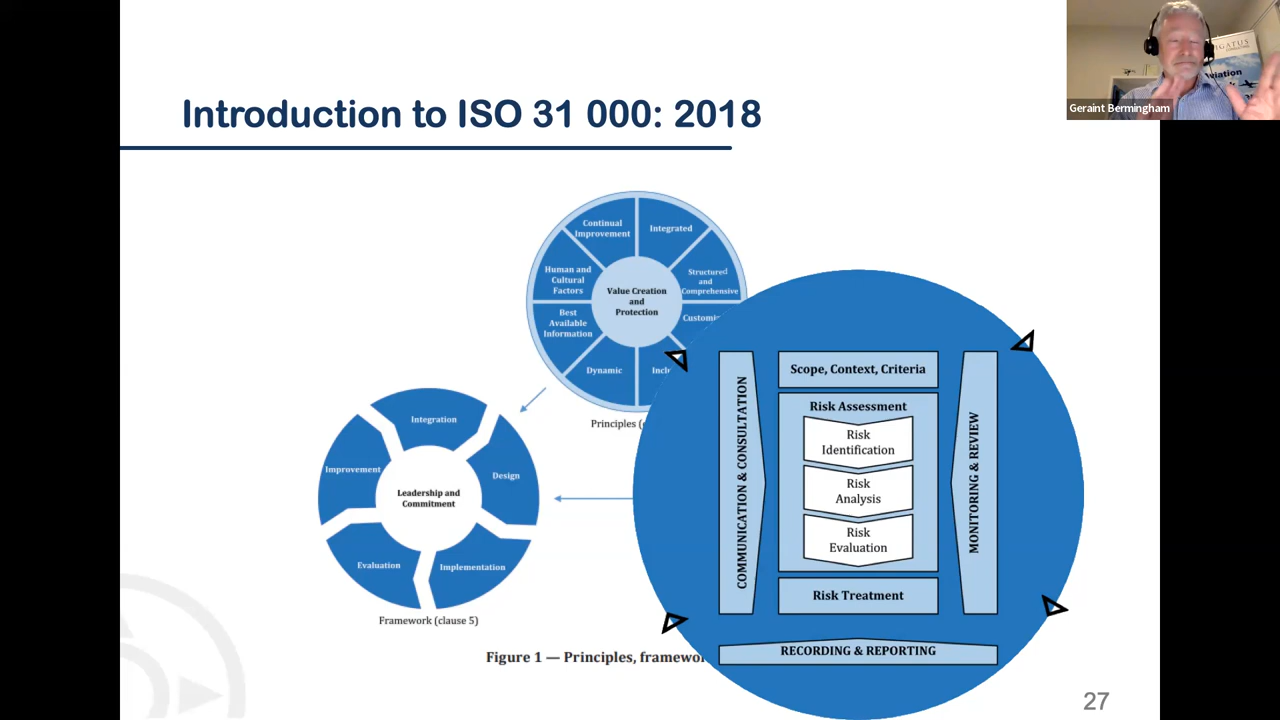 Introduction to ISO 31 000: 2018
IGATUS
viation
Geraint Bermingham
Continual
Improvement
Integrated
Human and
Cultural
Factors
Structured
and
Comprehensive
Value Creation
and
Protection
Best
Available
Information
Dynamic
Principles
Integration
Improvement
Design
Leadership and
Commitment
Evaluation
Implementation
Framework (clause 5)
Figure 1 — Principles,
COMMUNICATION & CONSULTATION
Scope, Context, Criteria
Risk Assessment
Risk
Identification
Risk
Analysis
Risk
Evaluation
Risk Treatment
MONITORING & REVIEW
RECORDING & REPORTING
27